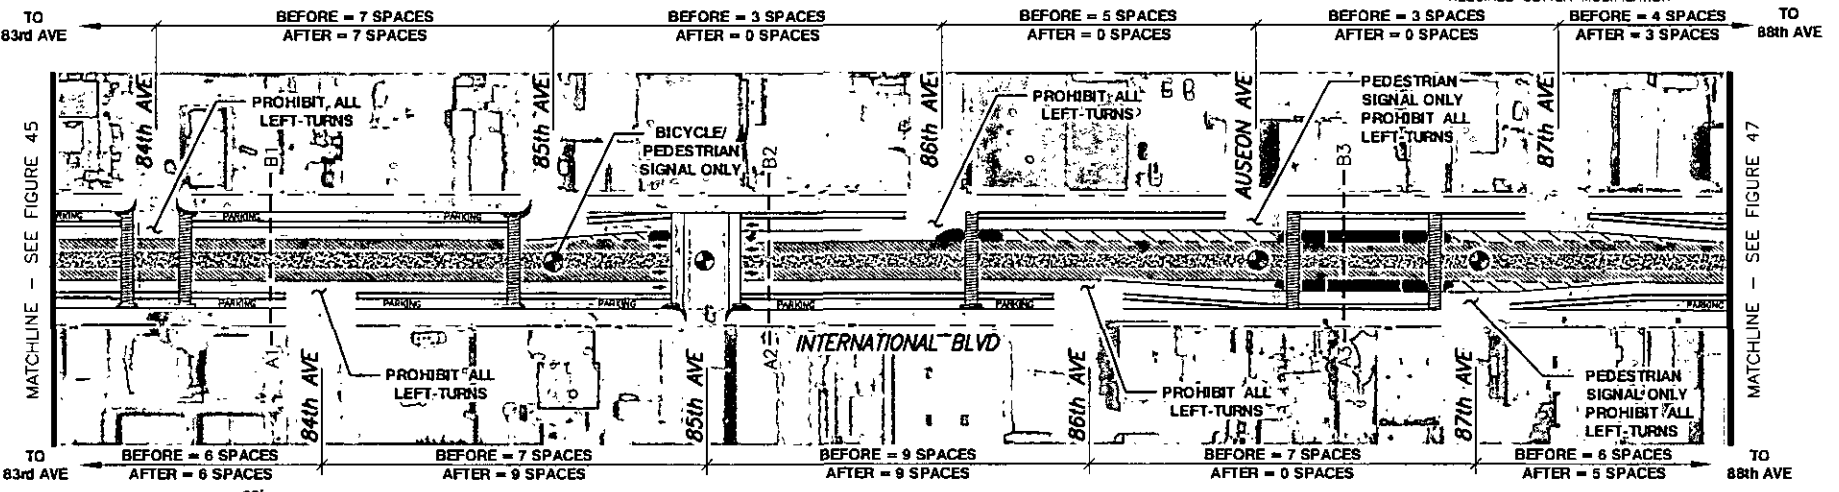 TO
83rd AVE
BEFORE = 7 SPACES
AFTER = 7 SPACES
BEFORE = 3 SPACES
AFTER = 0 SPACES
BEFORE = 5 SPACES
AFTER = 0 SPACES
BEFORE = 3 SPACES
AFTER = 0 SPACES
BEFORE = 4 SPACES
AFTER = 3 SPACES
TO
88th AVE
MATCHLINE - SEE FIGURE 45
84th AVE
PROHIBIT ALL
LEFT-TURNS
B1
85th AVE
BICYCLE/
PEDESTRIAN
SIGNAL ONLY
B2
86th AVE
PROHIBIT ALL
LEFT-TURNS
AUSEON AVE
PEDESTRIAN
SIGNAL ONLY
PROHIBIT ALL
LEFT-TURNS
B3
87th AVE
MATCHLINE - SEE FIGURE 47
PARKING
PARKING
PARKING
PARKING
PARKING
PARKING
PARKING
PARKING
PARKING
INTERNATIONAL BLVD
A1
84th AVE
PROHIBIT ALL
LEFT-TURNS
85th AVE
A2
86th AVE
PROHIBIT ALL
LEFT-TURNS
A3
87th AVE
PEDESTRIAN
SIGNAL ONLY
PROHIBIT ALL
LEFT-TURNS
TO
83rd AVE
BEFORE = 6 SPACES
AFTER = 6 SPACES
BEFORE = 7 SPACES
AFTER = 9 SPACES
BEFORE = 9 SPACES
AFTER = 9 SPACES
BEFORE = 7 SPACES
AFTER = 0 SPACES
BEFORE = 6 SPACES
AFTER = 5 SPACES
TO
88th AVE